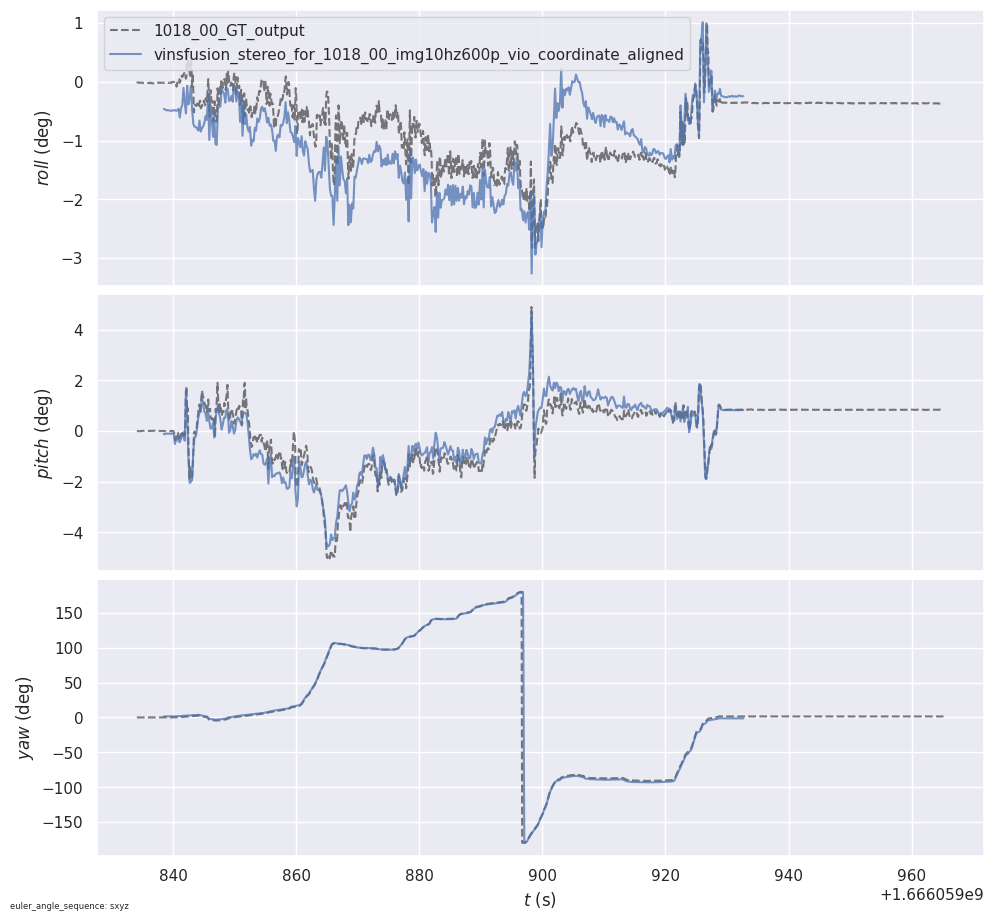 1018_00_GT_output
vinsfusion_stereo_for_1018_00_img10hz600p_vio_coordinate_aligned
1
0
−1
−2
−3
roll (deg)
4
2
0
−2
−4
pitch (deg)
150
100
50
0
−50
−100
−150
yaw (deg)
840 860 880 900 920 940 960
+1.666059e9
t (s)
euler_angle_sequence: sxyz